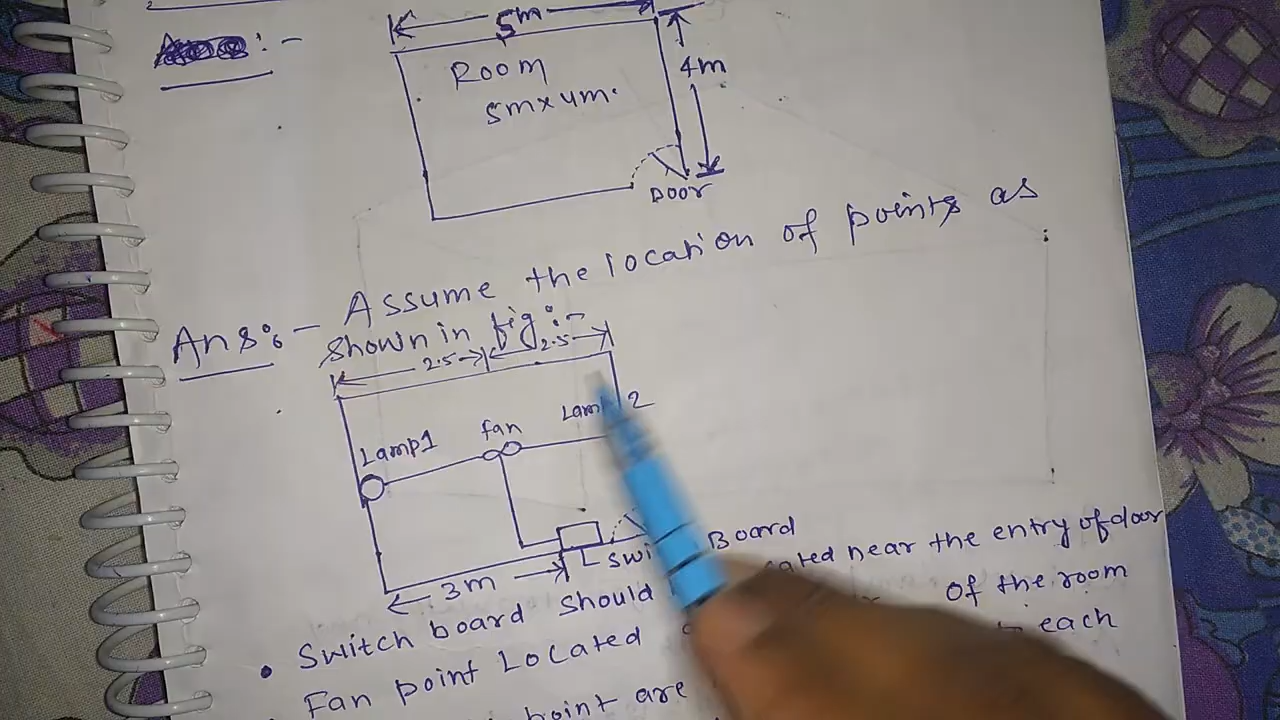 5m
:-
Room
5m×4m.
4m
Door
Ans:- Assume the location of points as
shown in fig:-
2.5 2.5
Lamp1 fan Lamp 2
Switch Board
3m
• Switch board should located near the entry of door
Fan point Located of the room
point are each